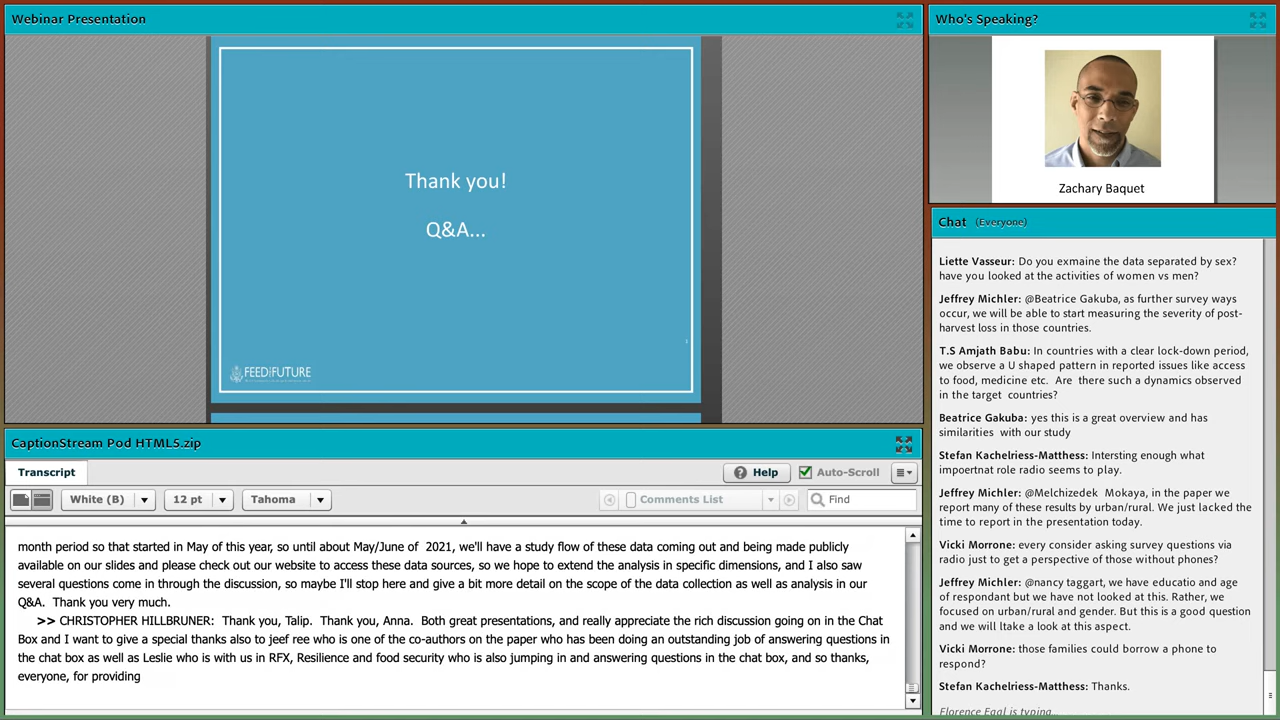 Webinar Presentation
Thank you!
Q&A...
FEED THE FUTURE
Who's Speaking?
Zachary Baquet
Chat (Everyone)
Liette Vasseur: Do you exmaine the data separated by sex?
have you looked at the activities of women vs men?
Jeffrey Michler: @Beatrice Gakuba, as further survey ways
occur, we will be able to start measuring the severity of post-
harvest loss in those countries.
T.S Amjath Babu: In countries with a clear lock-down period,
we observe a U shaped pattern in reported issues like access
to food, medicine etc. Are there such a dynamics observed
in the target countries?
Beatrice Gakuba: yes this is a great overview and has
similarities with our study
Stefan Kachelriess-Matthess: Intersting enough what
impoertnat role radio seems to play.
Jeffrey Michler: @Melchizedek Mokaya, in the paper we
report many of these results by urban/rural. We just lacked the
time to report in the presentation today.
Vicki Morrone: every consider asking survey questions via
radio just to get a perspective of those without phones?
Jeffrey Michler: @nancy taggart, we have educatio and age
of respondant but we have not looked at this. Rather, we
focused on urban/rural and gender. But this is a good question
and we will ltake a look at this aspect.
Vicki Morrone: those families could borrow a phone to
respond?
Stefan Kachelriess-Matthess: Thanks.
Florence Egal is typing...
CaptionStream Pod HTML5.zip
Transcript
Help
Auto-Scroll
White (B)
12 pt
Tahoma
Comments List
Find
month period so that started in May of this year, so until about May/June of 2021, we'll have a study flow of these data coming out and being made publicly
available on our slides and please check out our website to access these data sources, so we hope to extend the analysis in specific dimensions, and I also saw
several questions come in through the discussion, so maybe I'll stop here and give a bit more detail on the scope of the data collection as well as analysis in our
Q&A. Thank you very much.
>> CHRISTOPHER HILLBRUNER: Thank you, Talip. Thank you, Anna. Both great presentations, and really appreciate the rich discussion going on in the Chat
Box and I want to give a special thanks also to jeef ree who is one of the co-authors on the paper who has been doing an outstanding job of answering questions in
the chat box as well as Leslie who is with us in RFX, Resilience and food security who is also jumping in and answering questions in the chat box, and so thanks,
everyone, for providing